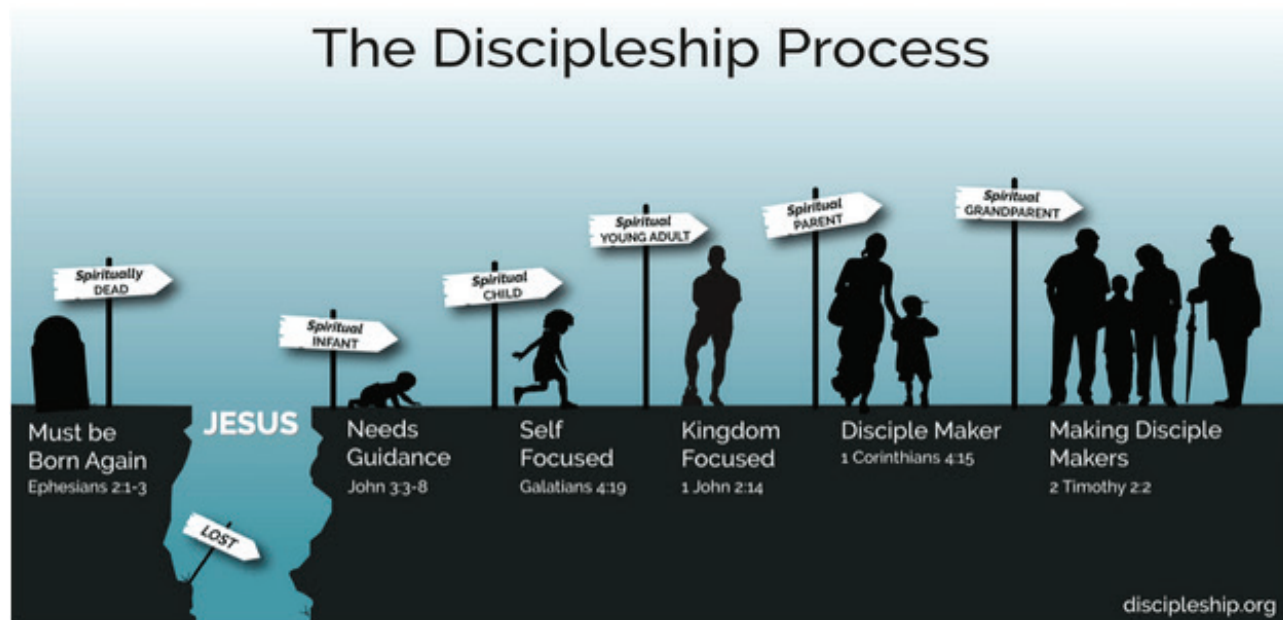 The Discipleship Process
Spiritually
DEAD
Spiritual
INFANT
Spiritual
CHILD
Spiritual
YOUNG ADULT
Spiritual
PARENT
Spiritual
GRANDPARENT
Must be
Born Again
Ephesians 2:1-3
JESUS
LOST
Needs
Guidance
John 3:3-8
Self
Focused
Galatians 4:19
Kingdom
Focused
1 John 2:14
Disciple Maker
1 Corinthians 4:15
Making Disciple
Makers
2 Timothy 2:2
discipleship.org